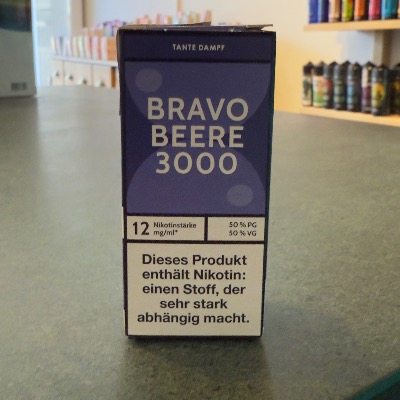 TANTE DAMPF
BRAVO
BEERE
3000
12 Nikotinstärke mg/ml*
50 % PG
50 % VG
Dieses Produkt
enthält Nikotin:
einen Stoff, der
sehr stark
abhängig macht.